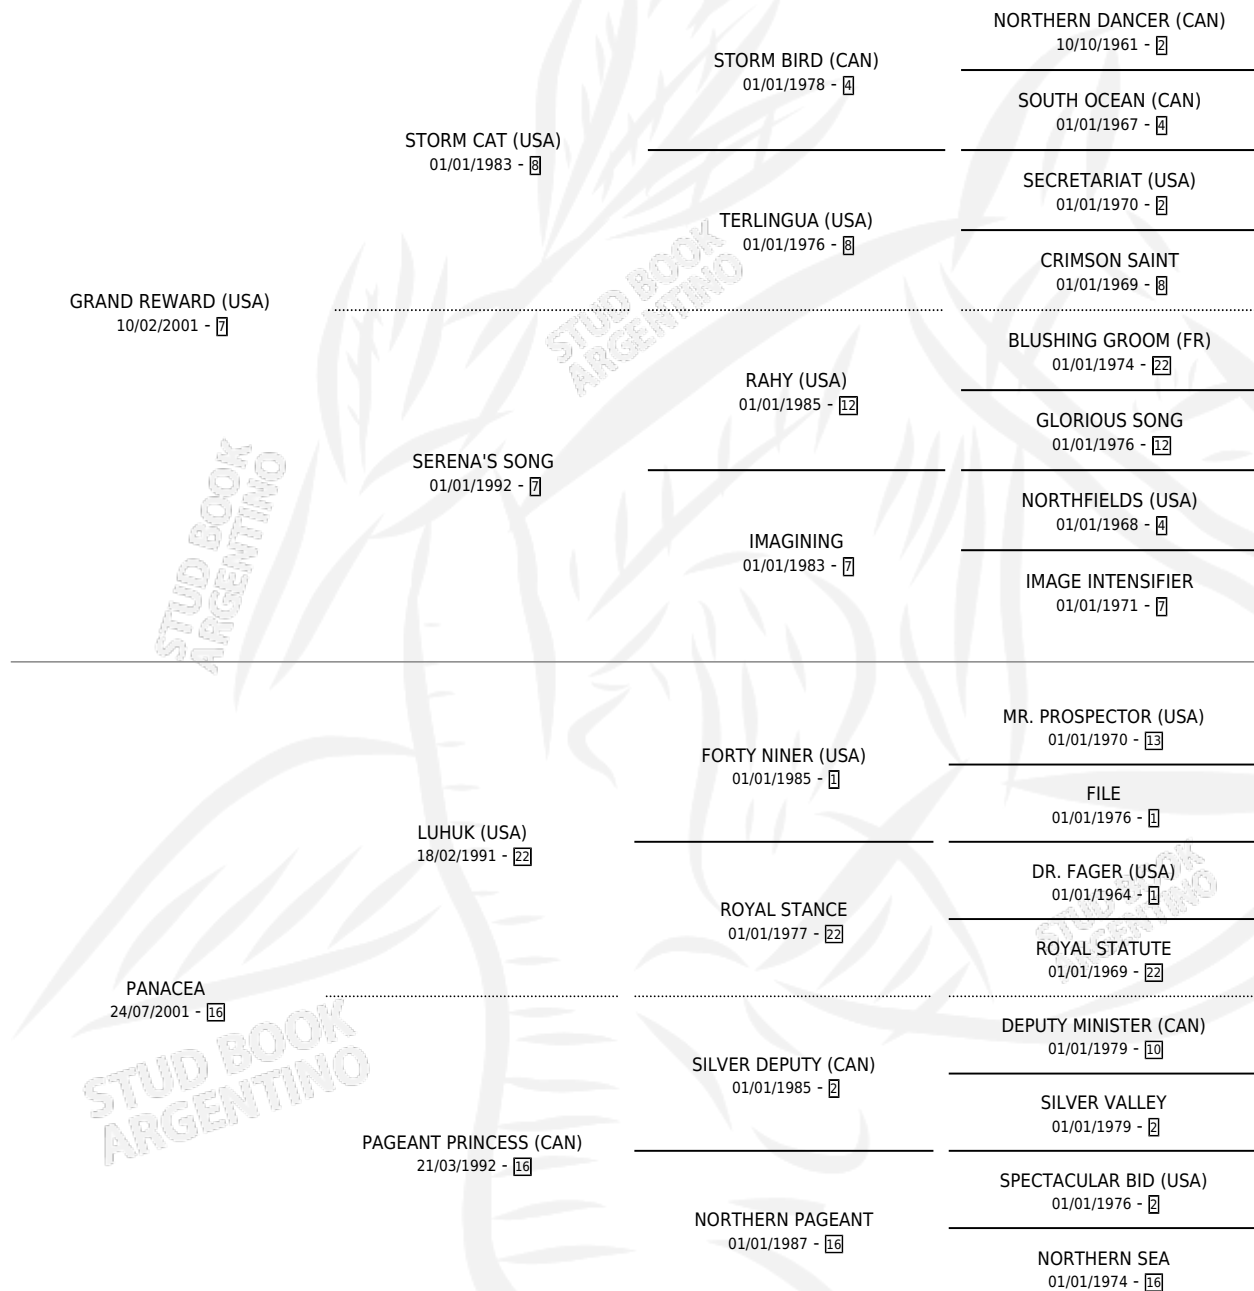 NORTHERN DANCER (CAN)
10/10/1961 - 2
STORM BIRD (CAN)
01/01/1978 - 4
SOUTH OCEAN (CAN)
01/01/1967 - 4
STORM CAT (USA)
01/01/1983 - 8
SECRETARIAT (USA)
01/01/1970 - 2
TERLINGUA (USA)
01/01/1976 - 8
CRIMSON SAINT
01/01/1969 - 8
GRAND REWARD (USA)
10/02/2001 - 7
STUD BOOK
ARGENTINO
BLUSHING GROOM (FR)
01/01/1974 - 22
RAHY (USA)
01/01/1985 - 12
GLORIOUS SONG
01/01/1976 - 12
SERENA'S SONG
01/01/1992 - 7
NORTHFIELDS (USA)
01/01/1968 - 4
IMAGINING
01/01/1983 - 7
IMAGE INTENSIFIER
01/01/1971 - 7
STUD BOOK
ARGENTINO
MR. PROSPECTOR (USA)
01/01/1970 - 13
FORTY NINER (USA)
01/01/1985 - 1
FILE
01/01/1976 - 1
LUHUK (USA)
18/02/1991 - 22
DR. FAGER (USA)
01/01/1964 - 1
STUD BOOK
ARGENTINO
ROYAL STANCE
01/01/1977 - 22
ROYAL STATUTE
01/01/1969 - 22
PANACEA
24/07/2001 - 16
STUD BOOK
ARGENTINO
DEPUTY MINISTER (CAN)
01/01/1979 - 10
SILVER DEPUTY (CAN)
01/01/1985 - 2
SILVER VALLEY
01/01/1979 - 2
PAGEANT PRINCESS (CAN)
21/03/1992 - 16
SPECTACULAR BID (USA)
01/01/1976 - 2
NORTHERN PAGEANT
01/01/1987 - 16
NORTHERN SEA
01/01/1974 - 16